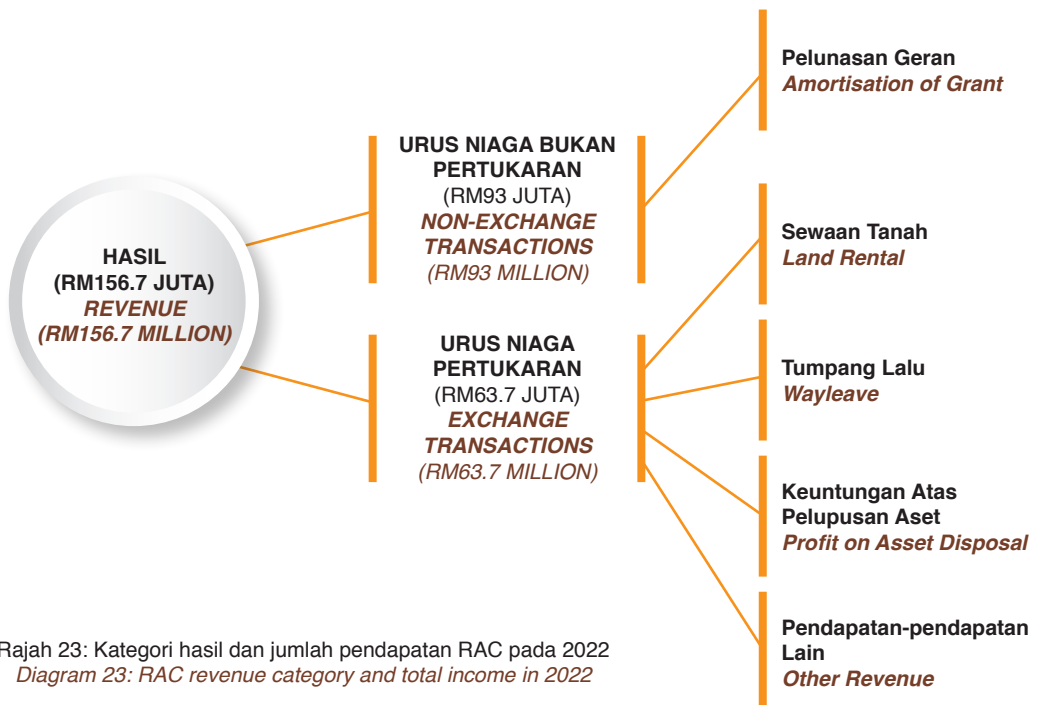 HASIL
(RM156.7 JUTA)
REVENUE
(RM156.7 MILLION)
URUS NIAGA BUKAN
PERTUKARAN
(RM93 JUTA)
NON-EXCHANGE
TRANSACTIONS
(RM93 MILLION)
URUS NIAGA
PERTUKARAN
(RM63.7 JUTA)
EXCHANGE
TRANSACTIONS
(RM63.7 MILLION)
Pelunasan Geran
Amortisation of Grant
Sewaan Tanah
Land Rental
Tumpang Lalu
Wayleave
Keuntungan Atas
Pelupusan Aset
Profit on Asset Disposal
Pendapatan-pendapatan
Lain
Other Revenue
Rajah 23: Kategori hasil dan jumlah pendapatan RAC pada 2022
Diagram 23: RAC revenue category and total income in 2022